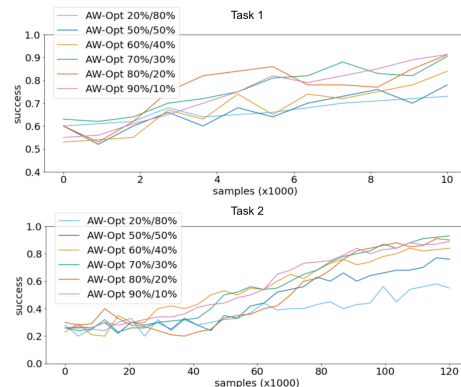 Task 1
AW-Opt 20%/80%
AW-Opt 50%/50%
AW-Opt 60%/40%
AW-Opt 70%/30%
AW-Opt 80%/20%
AW-Opt 90%/10%
1.0
0.9
0.8
0.7
0.6
0.5
0.4
success
0 2 4 6 8 10
samples (x1000)
Task 2
AW-Opt 20%/80%
AW-Opt 50%/50%
AW-Opt 60%/40%
AW-Opt 70%/30%
AW-Opt 80%/20%
AW-Opt 90%/10%
1.0
0.8
0.6
0.4
0.2
0.0
success
0 20 40 60 80 100 120
samples (x1000)